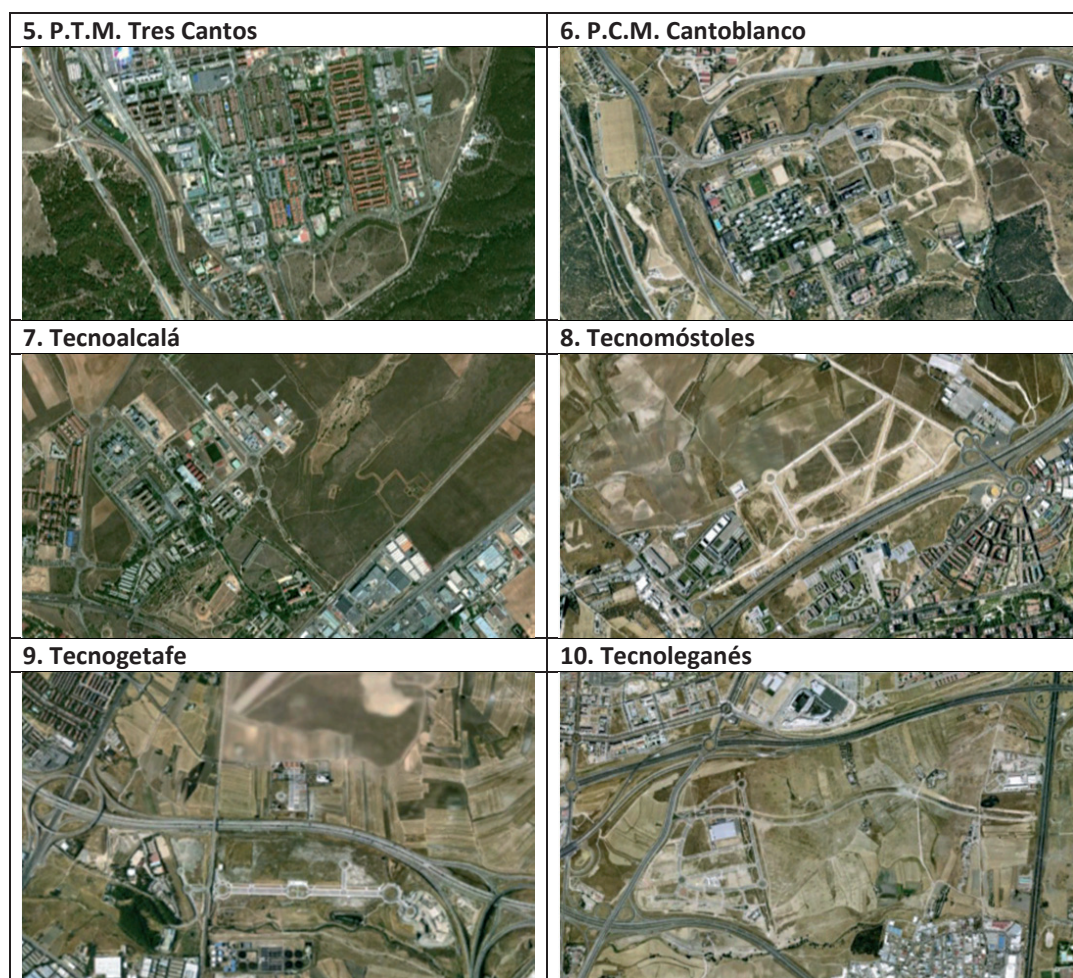 5. P.T.M. Tres Cantos
6. P.C.M. Cantoblanco
7. Tecnoalcalá
8. Tecnomóstoles
9. Tecnogetafe
10. Tecnoleganés